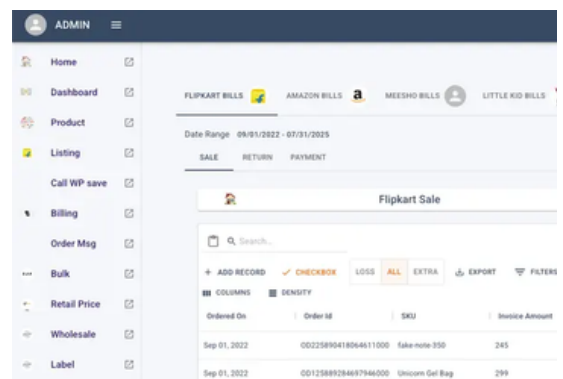 ADMIN
Home
Dashboard
Product
Listing
Call WP save
Billing
Order Msg
Bulk
Retail Price
Wholesale
Label
FLIPKART BILLS AMAZON BILLS MEESHO BILLS LITTLE KID BILLS
Date Range 09/01/2022 - 07/31/2025
SALE RETURN PAYMENT
Flipkart Sale
Search...
+ ADD RECORD CHECKBOX LOSS ALL EXTRA EXPORT FILTERS
COLUMNS DENSITY
Ordered On Order Id SKU Invoice Amount
Sep 01, 2022 OD225890418064611000 fake-note-350 245
Sep 01, 2022 OD125889284697946000 Unicorn Gel Bag 299